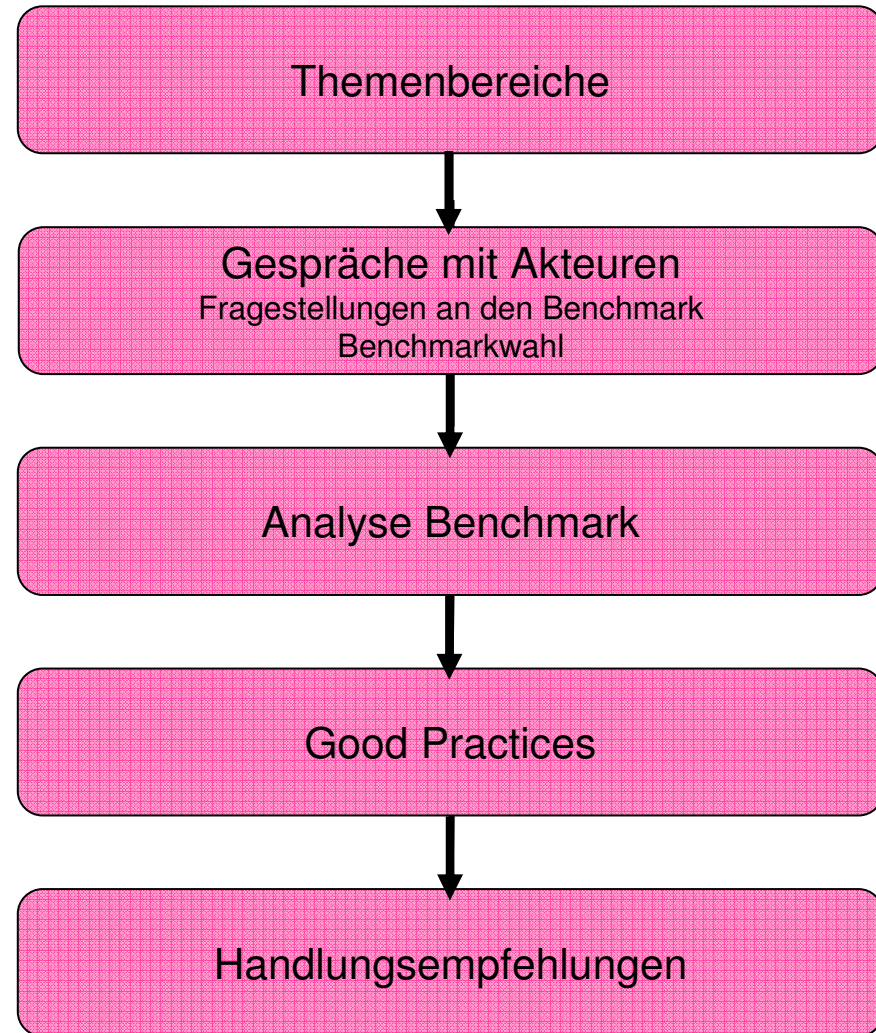 Themenbereiche
Gespräche mit Akteuren
Fragestellungen an den Benchmark
Benchmarkwahl
Analyse Benchmark
Good Practices
Handlungsempfehlungen